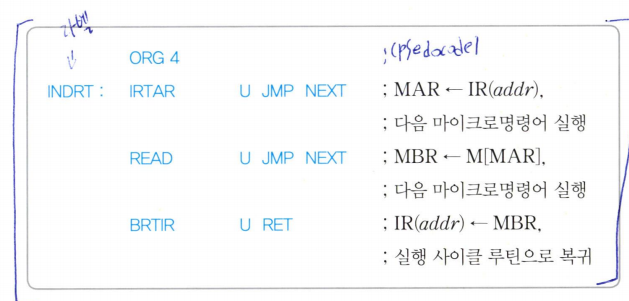 라벨
ORG 4 ;(psedocode)
INDRT : IRTAR U JMP NEXT ; MAR ← IR(addr),
; 다음 마이크로명령어 실행
READ U JMP NEXT ; MBR ← M[MAR],
; 다음 마이크로명령어 실행
BRTIR U RET ; IR(addr) ← MBR,
; 실행 사이클 루틴으로 복귀